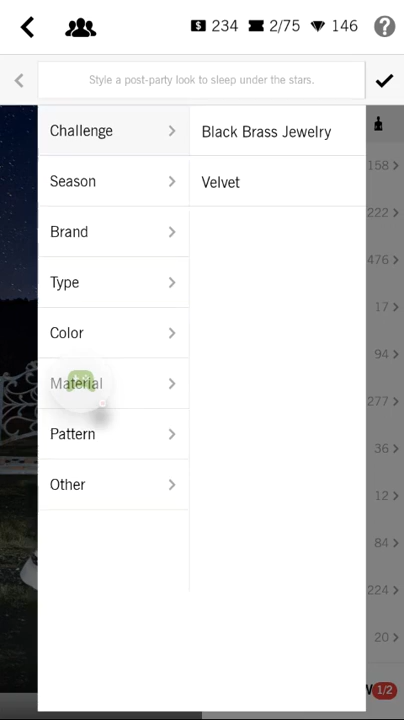 234 2/75 146 ?
Style a post-party look to sleep under the stars.
Challenge
Black Brass Jewelry
158
Season
Velvet
222
Brand
476
Type
17
Color
94
Material
277
Pattern
36
Other
12
84
224
20
1/2